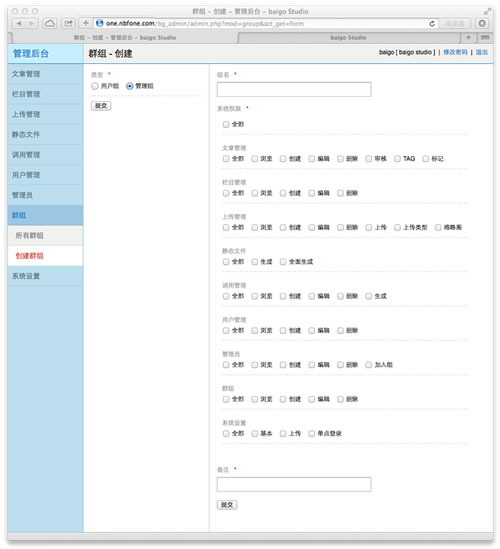 群组 - 创建 - 管理后台 - baigo Studio
one.nbfone.com/bg_admin/admin.php?mod=group&act_get=form
阅读器
群组 - 创建 - 管理后台 - baigo Studio
baigo Studio
管理后台
群组 - 创建
baigo [ baigo studio ] | 修改密码 | 退出
文章管理
栏目管理
上传管理
静态文件
调用管理
用户管理
管理员
群组
所有群组
创建群组
系统设置
类型 *
用户组 管理组
提交
组名 *
系统权限 *
全部
文章管理
全部 浏览 创建 编辑 删除 审核 TAG 标记
栏目管理
全部 浏览 创建 编辑 删除
上传管理
全部 浏览 创建 编辑 删除 上传 上传类型 缩略图
静态文件
全部 生成 全面生成
调用管理
全部 浏览 创建 编辑 删除 生成
用户管理
全部 浏览 创建 编辑 删除
管理员
全部 浏览 创建 编辑 删除 加入组
群组
全部 浏览 创建 编辑 删除
系统设置
全部 基本 上传 单点登录
备注 *
提交